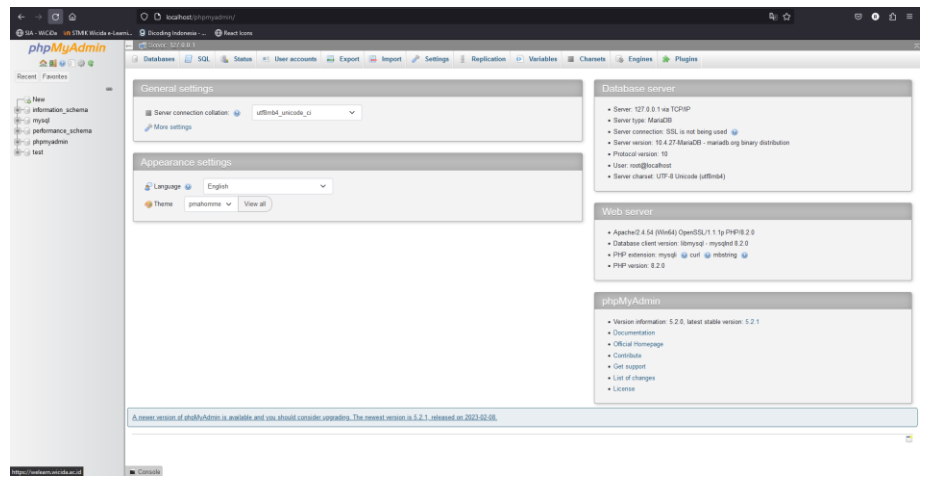 localhost/phpmyadmin/
SIA - WiCiDa
STMIK Wicida e-Learni...
Dicoding Indonesia - ...
React Icons
phpMyAdmin
Recent Favorites
New
information_schema
mysql
performance_schema
phpmyadmin
test
Server: 127.0.0.1
Databases SQL Status User accounts Export Import Settings Replication Variables Charsets Engines Plugins
General settings
Server connection collation: utf8mb4_unicode_ci
More settings
Appearance settings
Language English
Theme pmahomme View all
Database server
Server: 127.0.0.1 via TCP/IP
Server type: MariaDB
Server connection: SSL is not being used
Server version: 10.4.27-MariaDB - mariadb.org binary distribution
Protocol version: 10
User: root@localhost
Server charset: UTF-8 Unicode (utf8mb4)
Web server
Apache/2.4.54 (Win64) OpenSSL/1.1.1p PHP/8.2.0
Database client version: libmysql - mysqlnd 8.2.0
PHP extension: mysqli curl mbstring
PHP version: 8.2.0
phpMyAdmin
Version information: 5.2.0, latest stable version: 5.2.1
Documentation
Official Homepage
Contribute
Get support
List of changes
License
A newer version of phpMyAdmin is available and you should consider upgrading. The newest version is 5.2.1, released on 2023-02-08.
https://welearn.wicida.ac.id
Console